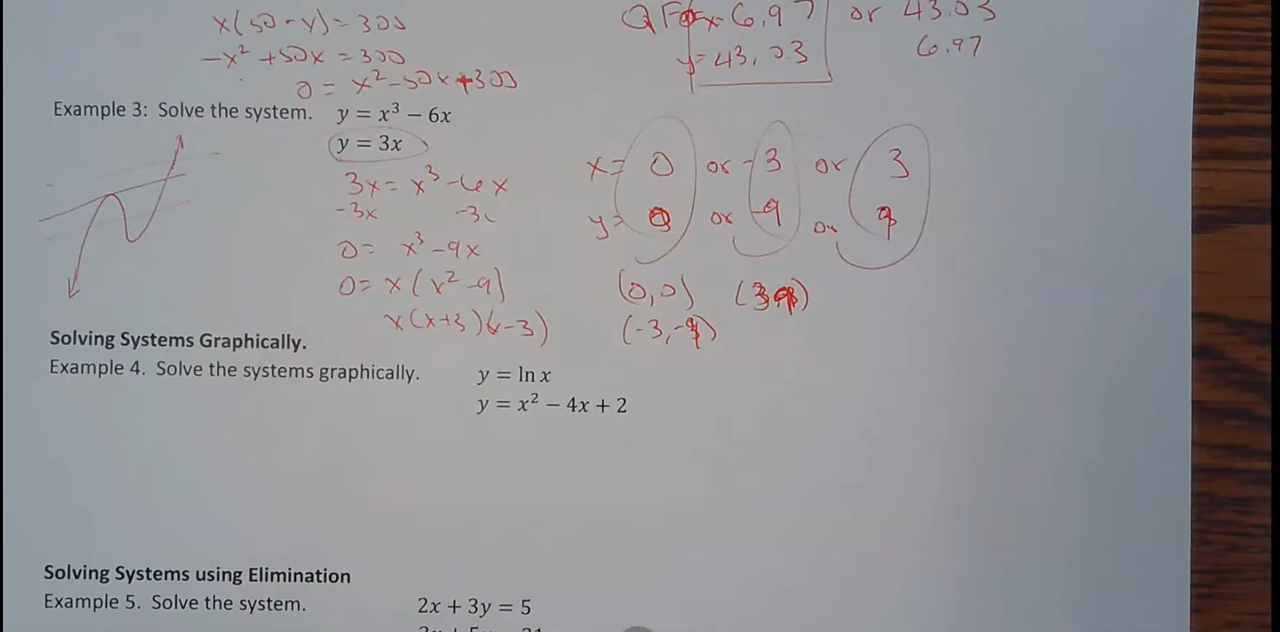 x(50-x)=300
QF x=6.97 or 43.03
-x² +50x = 300
y=43.03
6.97
0 = x²-50x+300
Example 3: Solve the system. y = x³ − 6x
y = 3x
x= 0 or -3 or 3
3x = x³ -6x
-3x -3x
y= 0 or -9 or 9
0= x³ -9x
0= x(x²-9)
(0,0) (3,9)
x(x+3)(x-3)
(-3,-9)
Solving Systems Graphically.
Example 4. Solve the systems graphically. y = ln x
y = x² − 4x + 2
Solving Systems using Elimination
Example 5. Solve the system. 2x + 3y = 5